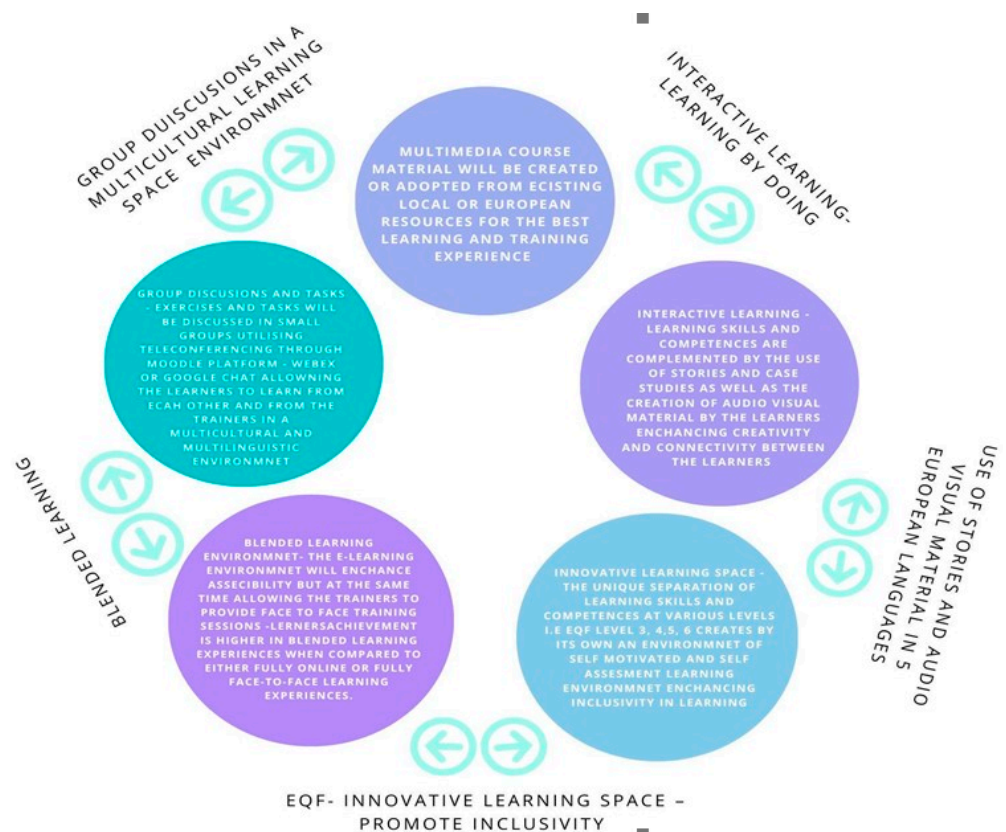 GROUP DUISCUSIONS IN A
MULTICULTURAL LEARNING
SPACE ENVIRONMNET
INTERACTIVE LEARNING-
LEARNING BY DOING
MULTIMEDIA COURSE
MATERIAL WILL BE CREATED
OR ADOPTED FROM ECISTING
LOCAL OR EUROPEAN
RESOURCES FOR THE BEST
LEARNING AND TRAINING
EXPERIENCE
GROUP DISCUSIONS AND TASKS
- EXERCISES AND TASKS WILL
BE DISCUSSED IN SMALL
GROUPS UTILISING
TELECONFERENCING THROUGH
MOODLE PLATFORM - WEBEX
OR GOOGLE CHAT ALLOWNING
THE LEARNERS TO LEARN FROM
ECAH OTHER AND FROM THE
TRAINERS IN A
MULTICULTURAL AND
MULTILINGUISTIC
ENVIRONMNET
INTERACTIVE LEARNING -
LEARNING SKILLS AND
COMPETENCES ARE
COMPLEMENTED BY THE USE
OF STORIES AND CASE
STUDIES AS WELL AS THE
CREATION OF AUDIO VISUAL
MATERIAL BY THE LEARNERS
ENCHANCING CREATIVITY
AND CONNECTIVITY BETWEEN
THE LEARNERS
USE OF STORIES AND AUDIO
VISUAL MATERIAL IN 5
EUROPEAN LANGUAGES
BLENDED LEARNING
BLENDED LEARNING
ENVIRONMNET- THE E-LEARNING
ENVIRONMNET WILL ENCHANCE
ASSECIBILITY BUT AT THE SAME
TIME ALLOWING THE TRAINERS TO
PROVIDE FACE TO FACE TRAINING
SESSIONS -LERNERSACHIEVEMENT
IS HIGHER IN BLENDED LEARNING
EXPERIENCES WHEN COMPARED TO
EITHER FULLY ONLINE OR FULLY
FACE-TO-FACE LEARNING
EXPERIENCES.
INNOVATIVE LEARNING SPACE -
THE UNIQUE SEPARATION OF
LEARNING SKILLS AND
COMPETENCES AT VARIOUS LEVELS
I.E EQF LEVEL 3, 4,5, 6 CREATES BY
ITS OWN AN ENVIRONMNET OF
SELF MOTIVATED AND SELF
ASSESMENT LEARNING
ENVIRONMNET ENCHANCING
INCLUSIVITY IN LEARNING
EQF- INNOVATIVE LEARNING SPACE –
PROMOTE INCLUSIVITY